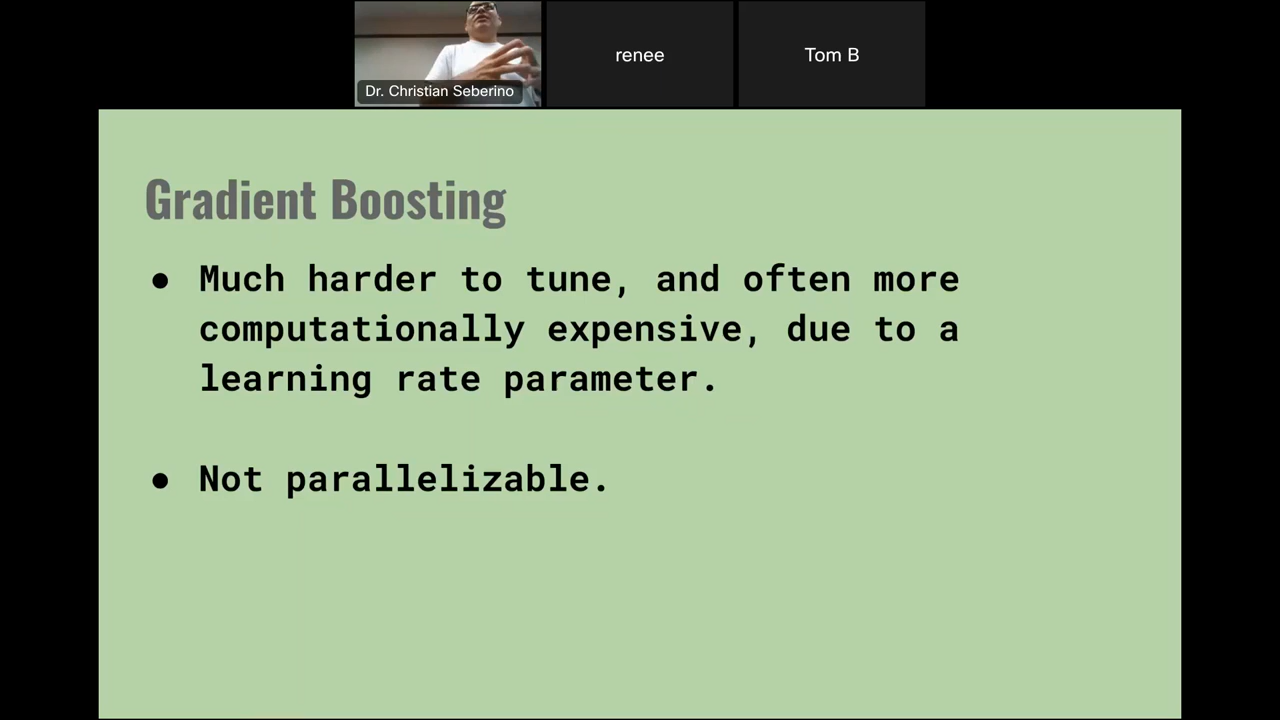 Dr. Christian Seberino
renee
Tom B
Gradient Boosting
● Much harder to tune, and often more
computationally expensive, due to a
learning rate parameter.
● Not parallelizable.